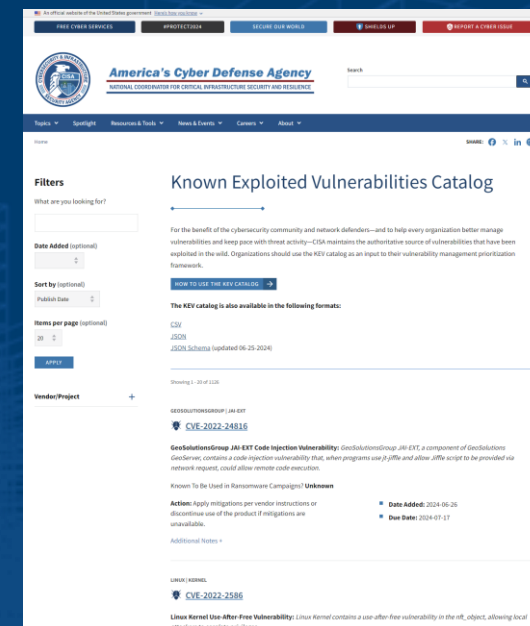 An official website of the United States government Here's how you know
FREE CYBER SERVICES
#PROTECT2024
SECURE OUR WORLD
SHIELDS UP
REPORT A CYBER ISSUE
CISA
America's Cyber Defense Agency
NATIONAL COORDINATOR FOR CRITICAL INFRASTRUCTURE SECURITY AND RESILIENCE
Search
Topics Spotlight Resources & Tools News & Events Careers About
Home
SHARE:
Filters
What are you looking for?
Date Added (optional)
Sort by (optional)
Publish Date
Items per page (optional)
20
APPLY
Vendor/Project +
Known Exploited Vulnerabilities Catalog
For the benefit of the cybersecurity community and network defenders—and to help every organization better manage
vulnerabilities and keep pace with threat activity—CISA maintains the authoritative source of vulnerabilities that have been
exploited in the wild. Organizations should use the KEV catalog as an input to their vulnerability management prioritization
framework.
HOW TO USE THE KEV CATALOG
The KEV catalog is also available in the following formats:
CSV
JSON
JSON Schema (updated 06-25-2024)
Showing 1 - 20 of
GEOSOLUTIONSGROUP | JAI-EXT
CVE-2022-24816
GeoSolutionsGroup JAI-EXT Code Injection Vulnerability: GeoSolutionsGroup JAI-EXT, a component of GeoSolutions
GeoServer, contains a code injection vulnerability that, when programs use jt-jiffle and allow Jiffle script to be provided via
network request, could allow remote code execution.
Known To Be Used in Ransomware Campaigns? Unknown
Action: Apply mitigations per vendor instructions or
discontinue use of the product if mitigations are
unavailable.
Date Added: 2024-06-26
Due Date: 2024-07-17
Additional Notes +
LINUX | KERNEL
CVE-2022-2586
Linux Kernel Use-After-Free Vulnerability: Linux Kernel contains a use-after-free vulnerability in the nft_object, allowing local